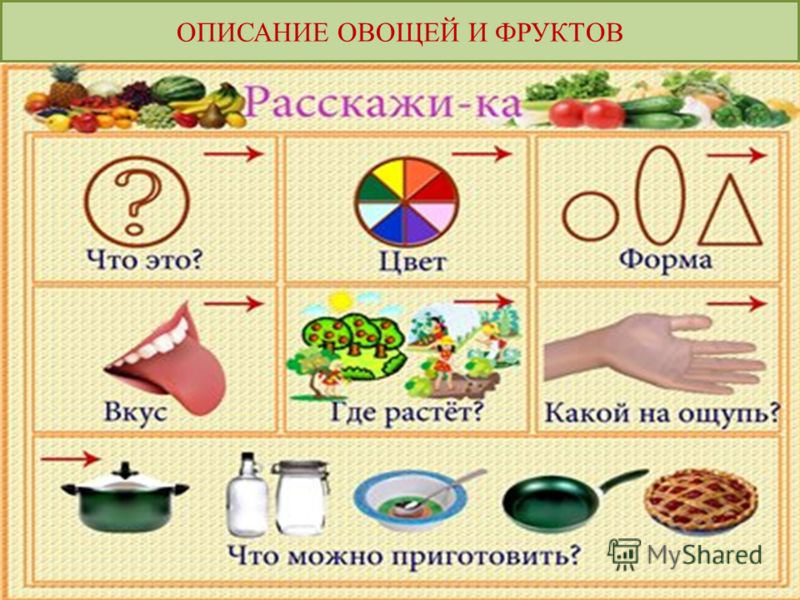 ОПИСАНИЕ ОВОЩЕЙ И ФРУКТОВ
Расскажи-ка
?
Что это?
Цвет
Форма
Вкус
Где растёт?
Какой на ощупь?
Что можно приготовить?
MyShared